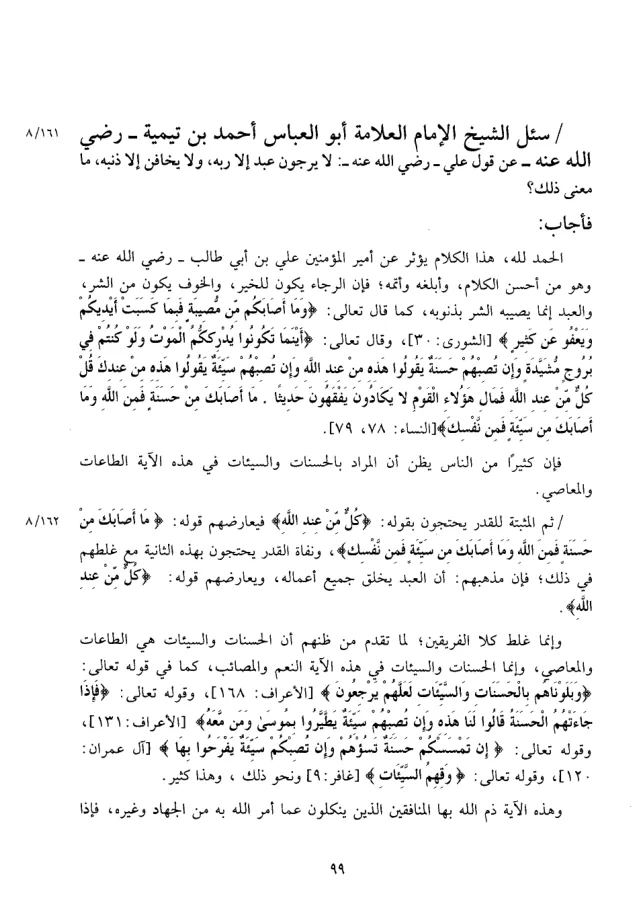 / سئل الشيخ الإمام العلامة أبو العباس أحمد بن تيمية ـ رضي ٨/١٦١
الله عنه ـ عن قول علي ـ رضي الله عنه ـ: لا يرجون عبد إلا ربه، ولا يخافن إلا ذنبه، ما
معنى ذلك؟
فأجاب:
الحمد لله، هذا الكلام يؤثر عن أمير المؤمنين علي بن أبي طالب ـ رضي الله عنه ـ
وهو من أحسن الكلام، وأبلغه وأتمه؛ فإن الرجاء يكون للخير، والخوف يكون من الشر،
والعبد إنما يصيبه الشر بذنوبه، كما قال تعالى: ﴿وَمَا أَصَابَكُم مِّن مُّصِيبَةٍ فَبِمَا كَسَبَتْ أَيْدِيكُمْ
وَيَعْفُو عَن كَثِيرٍ﴾ [الشورى: ٣٠]، وقال تعالى: ﴿أَيْنَمَا تَكُونُوا يُدْرِككُّمُ الْمَوْتُ وَلَوْ كُنتُمْ فِي
بُرُوجٍ مُّشَيَّدَةٍ وَإِن تُصِبْهُمْ حَسَنَةٌ يَقُولُوا هَذِهِ مِن عِندِ اللَّهِ وَإِن تُصِبْهُمْ سَيِّئَةٌ يَقُولُوا هَذِهِ مِنْ عِندِكَ قُلْ
كُلٌّ مِّنْ عِندِ اللَّهِ فَمَالِ هَؤُلاءِ الْقَوْمِ لا يَكَادُونَ يَفْقَهُونَ حَدِيثًا . مَا أَصَابَكَ مِنْ حَسَنَةٍ فَمِنَ اللَّهِ وَمَا
أَصَابَكَ مِن سَيِّئَةٍ فَمِن نَّفْسِكَ﴾[النساء: ٧٨، ٧٩].
فإن كثيرًا من الناس يظن أن المراد بالحسنات والسيئات في هذه الآية الطاعات
والمعاصي.
/ ثم المثبتة للقدر يحتجون بقوله: ﴿كُلٌّ مِّنْ عِندِ اللَّهِ﴾ فيعارضهم قوله: ﴿ مَا أَصَابَكَ مِنْ ٨/١٦٢
حَسَنَةٍ فَمِنَ اللَّهِ وَمَا أَصَابَكَ مِن سَيِّئَةٍ فَمِن نَّفْسِكَ﴾، ونفاة القدر يحتجون بهذه الثانية مع غلطهم
في ذلك؛ فإن مذهبهم: أن العبد يخلق جميع أعماله، ويعارضهم قوله: ﴿كُلٌّ مِّنْ عِندِ
اللَّهِ﴾.
وإنما غلط كلا الفريقين؛ لما تقدم من ظنهم أن الحسنات والسيئات هي الطاعات
والمعاصي، وإنما الحسنات والسيئات في هذه الآية النعم والمصائب، كما في قوله تعالى:
﴿وَبَلَوْنَاهُم بِالْحَسَنَاتِ وَالسَّيِّئَاتِ لَعَلَّهُمْ يَرْجِعُونَ ﴾ [الأعراف: ١٦٨]، وقوله تعالى: ﴿فَإِذَا
جَاءَتْهُمُ الْحَسَنَةُ قَالُوا لَنَا هَذِهِ وَإِن تُصِبْهُمْ سَيِّئَةٌ يَطَّيَّرُوا بِمُوسَىٰ وَمَن مَّعَهُ﴾ [الأعراف: ١٣١]،
وقوله تعالى: ﴿ إِن تَمْسَسْكُمْ حَسَنَةٌ تَسُؤْهُمْ وَإِن تُصِبْكُمْ سَيِّئَةٌ يَفْرَحُوا بِهَا ﴾ [آل عمران:
١٢٠]، وقوله تعالى: ﴿ وَقِهِمُ السَّيِّئَاتِ ﴾ [غافر: ٩] ونحو ذلك ، وهذا كثير.
وهذه الآية ذم الله بها المنافقين الذين ينكلون عما أمر الله به من الجهاد وغيره، فإذا
٩٩